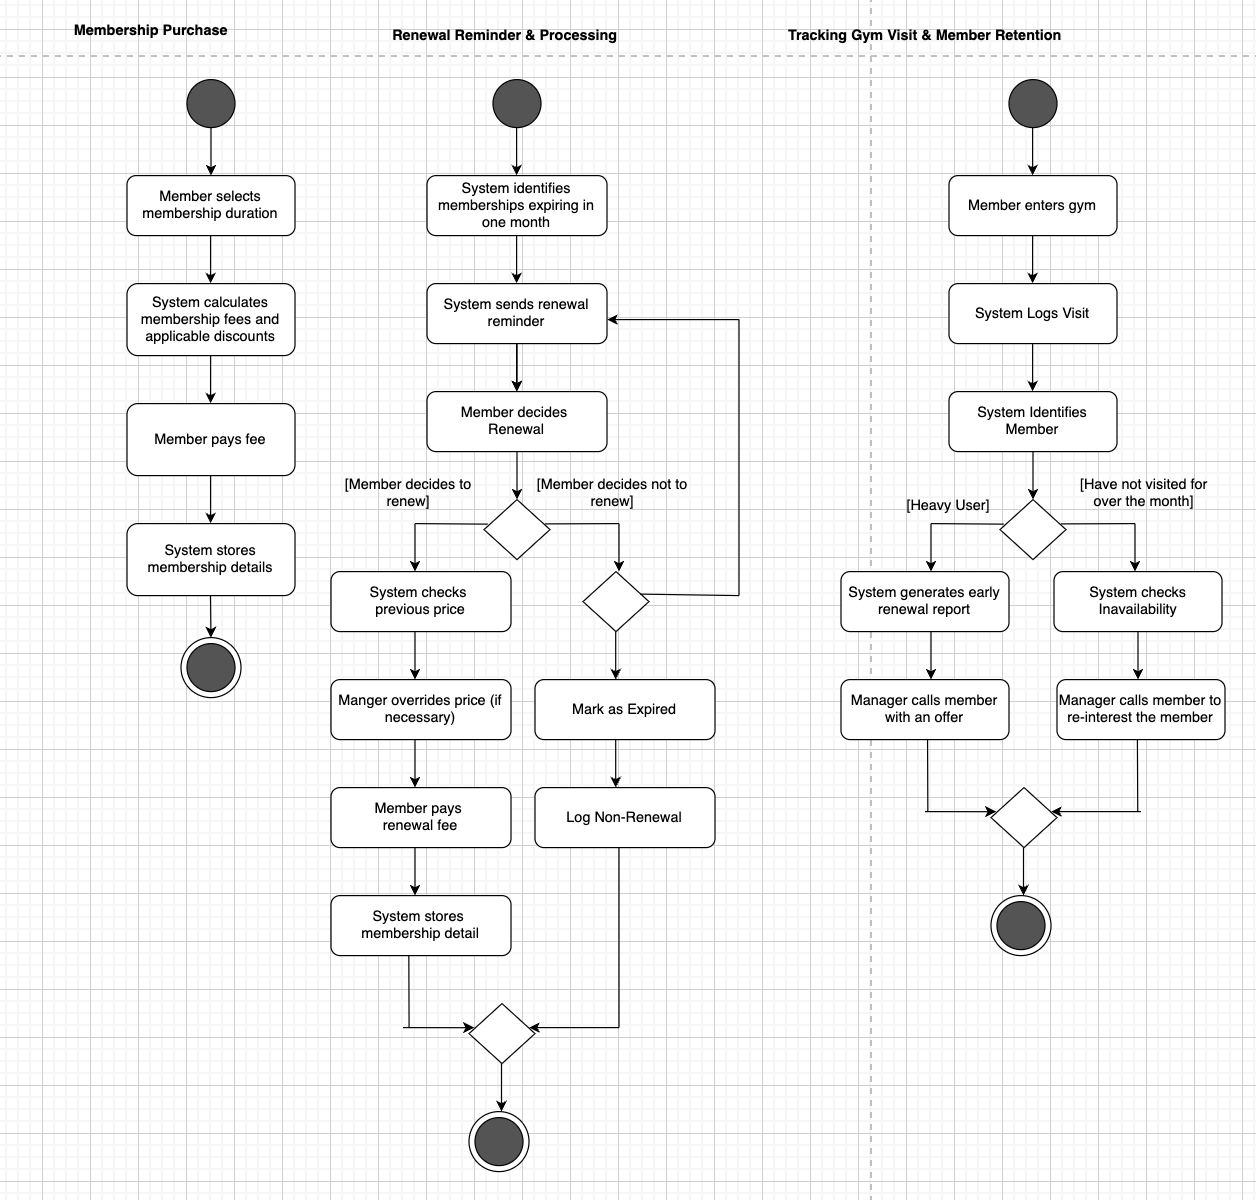 Membership Purchase
Renewal Reminder & Processing
Tracking Gym Visit & Member Retention
Member selects
membership duration
System calculates
membership fees and
applicable discounts
Member pays fee
System stores
membership details
System identifies
memberships expiring in
one month
System sends renewal
reminder
Member decides
Renewal
[Member decides to
renew]
[Member decides not to
renew]
System checks
previous price
Manger overrides price (if
necessary)
Member pays
renewal fee
System stores
membership detail
Mark as Expired
Log Non-Renewal
Member enters gym
System Logs Visit
System Identifies
Member
[Heavy User]
[Have not visited for
over the month]
System generates early
renewal report
Manager calls member
with an offer
System checks
Inavailability
Manager calls member to
re-interest the member